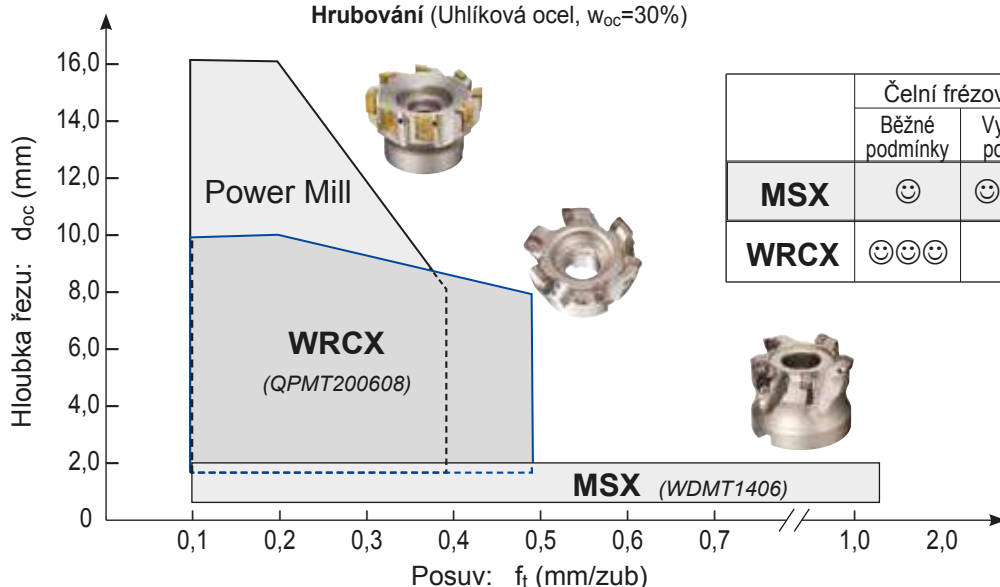 Hrubování (Uhlíková ocel, woc=30%)
Hloubka řezu: doc (mm)
16,0
14,0
12,0
10,0
8,0
6,0
4,0
2,0
0
Power Mill
WRCX
(QPMT200608)
MSX (WDMT1406)
0,1 0,2 0,3 0,4 0,5 0,6 0,7 1,0 2,0
Posuv: ft (mm/zub)
Čelní frézov
Běžné
podmínky
Vy
po
MSX
WRCX